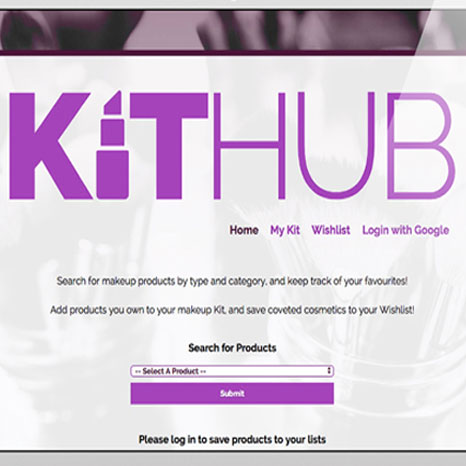 KiTHUB
Home My Kit Wishlist Login with Google
Search for makeup products by type and category, and keep track of your favourites!
Add products you own to your makeup Kit, and save coveted cosmetics to your Wishlist!
Search for Products
-- Select A Product --
Submit
Please log in to save products to your lists